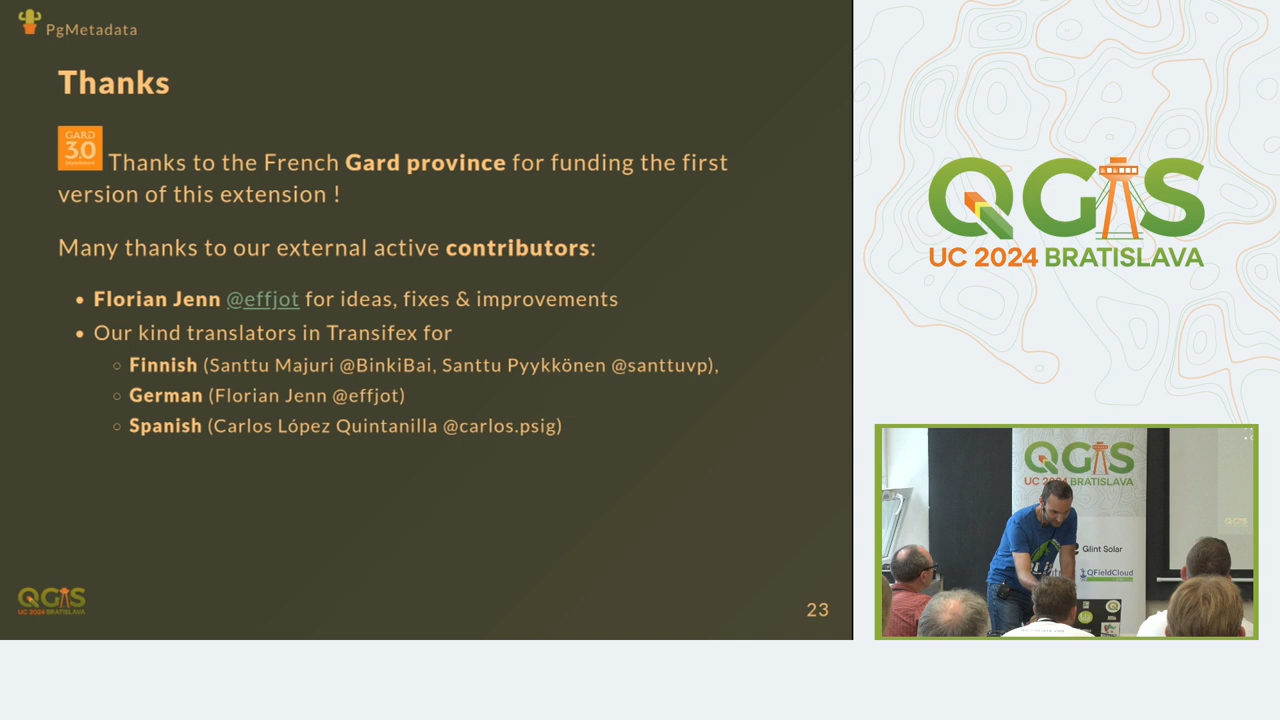 PgMetadata
Thanks
GARD
30
Thanks to the French Gard province for funding the first
version of this extension !
Many thanks to our external active contributors:
Florian Jenn @effjot for ideas, fixes & improvements
Our kind translators in Transifex for
Finnish (Santtu Majuri @BinkiBai, Santtu Pyykkönen @santtuvp),
German (Florian Jenn @effjot)
Spanish (Carlos López Quintanilla @carlos.psig)
QGIS
UC 2024 BRATISLAVA
23
QGIS
UC 2024 BRATISLAVA
QGIS
UC 2024 BRATISLAVA
Glint Solar
QFieldCloud
QGIS